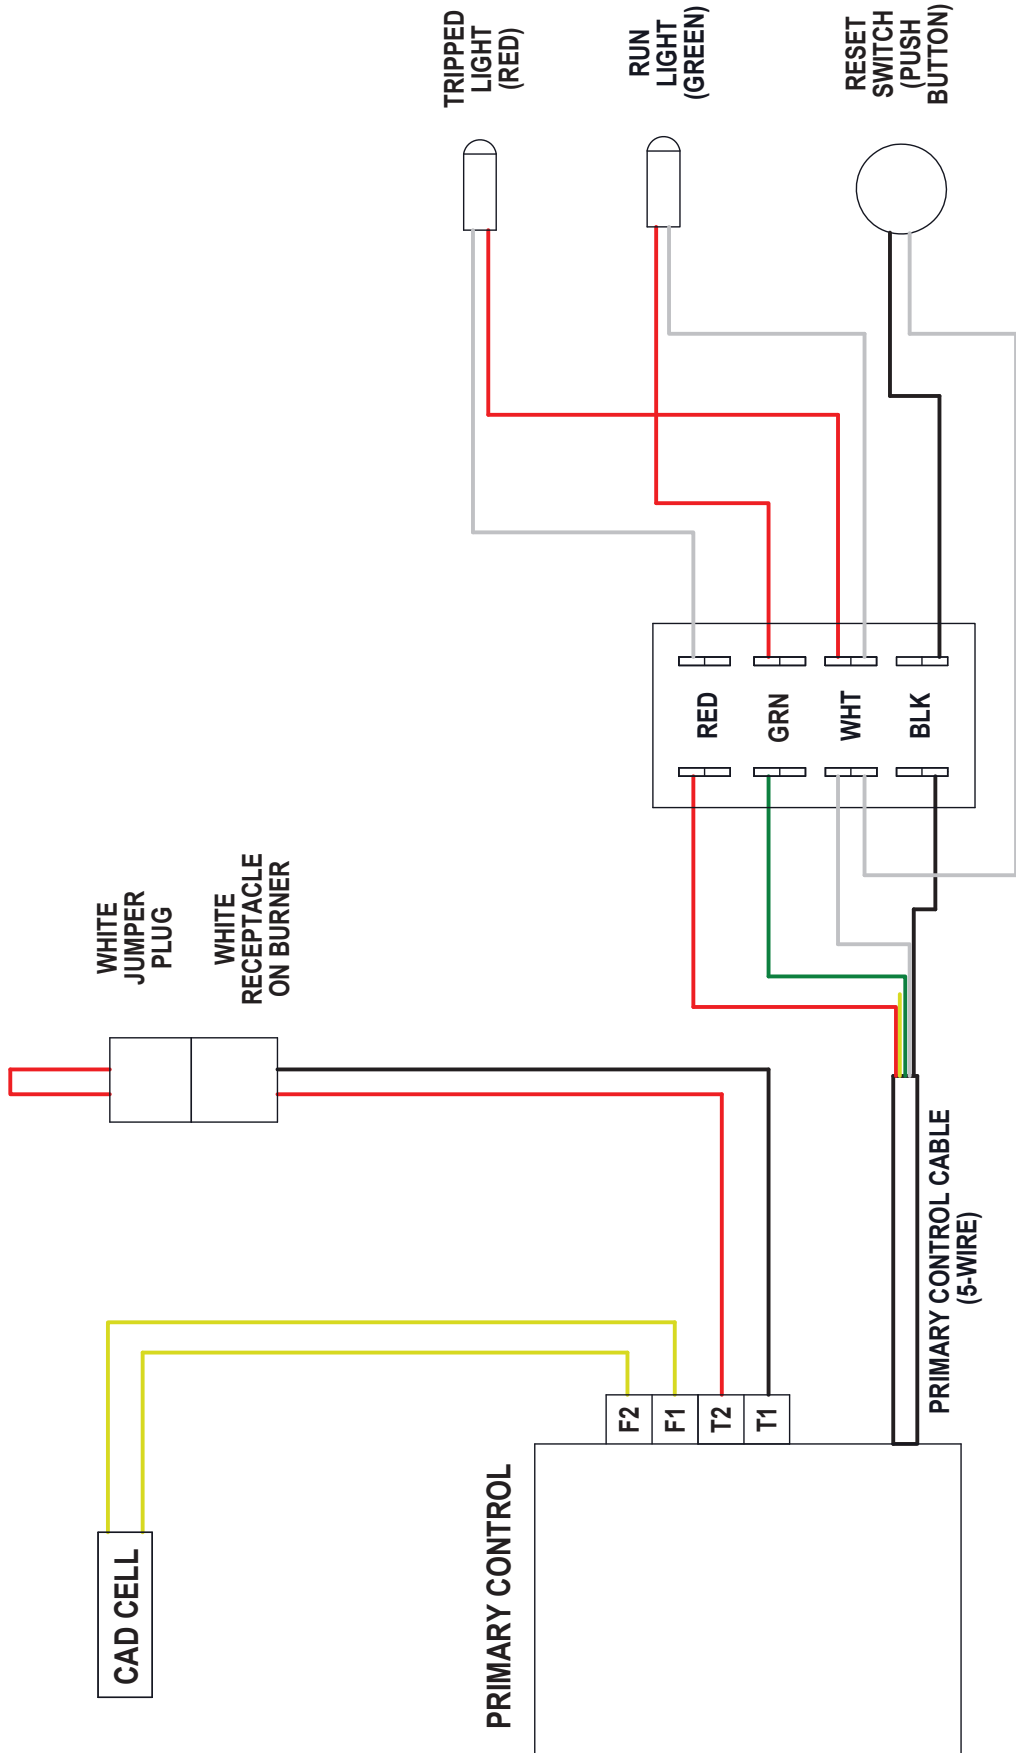 TRIPPED
LIGHT
(RED)
RUN
LIGHT
(GREEN)
RESET
SWITCH
(PUSH
BUTTON)
RED
GRN
WHT
BLK
WHITE
JUMPER
PLUG
WHITE
RECEPTACLE
ON BURNER
PRIMARY CONTROL CABLE
(5-WIRE)
F2
F1
T2
T1
CAD CELL
PRIMARY CONTROL